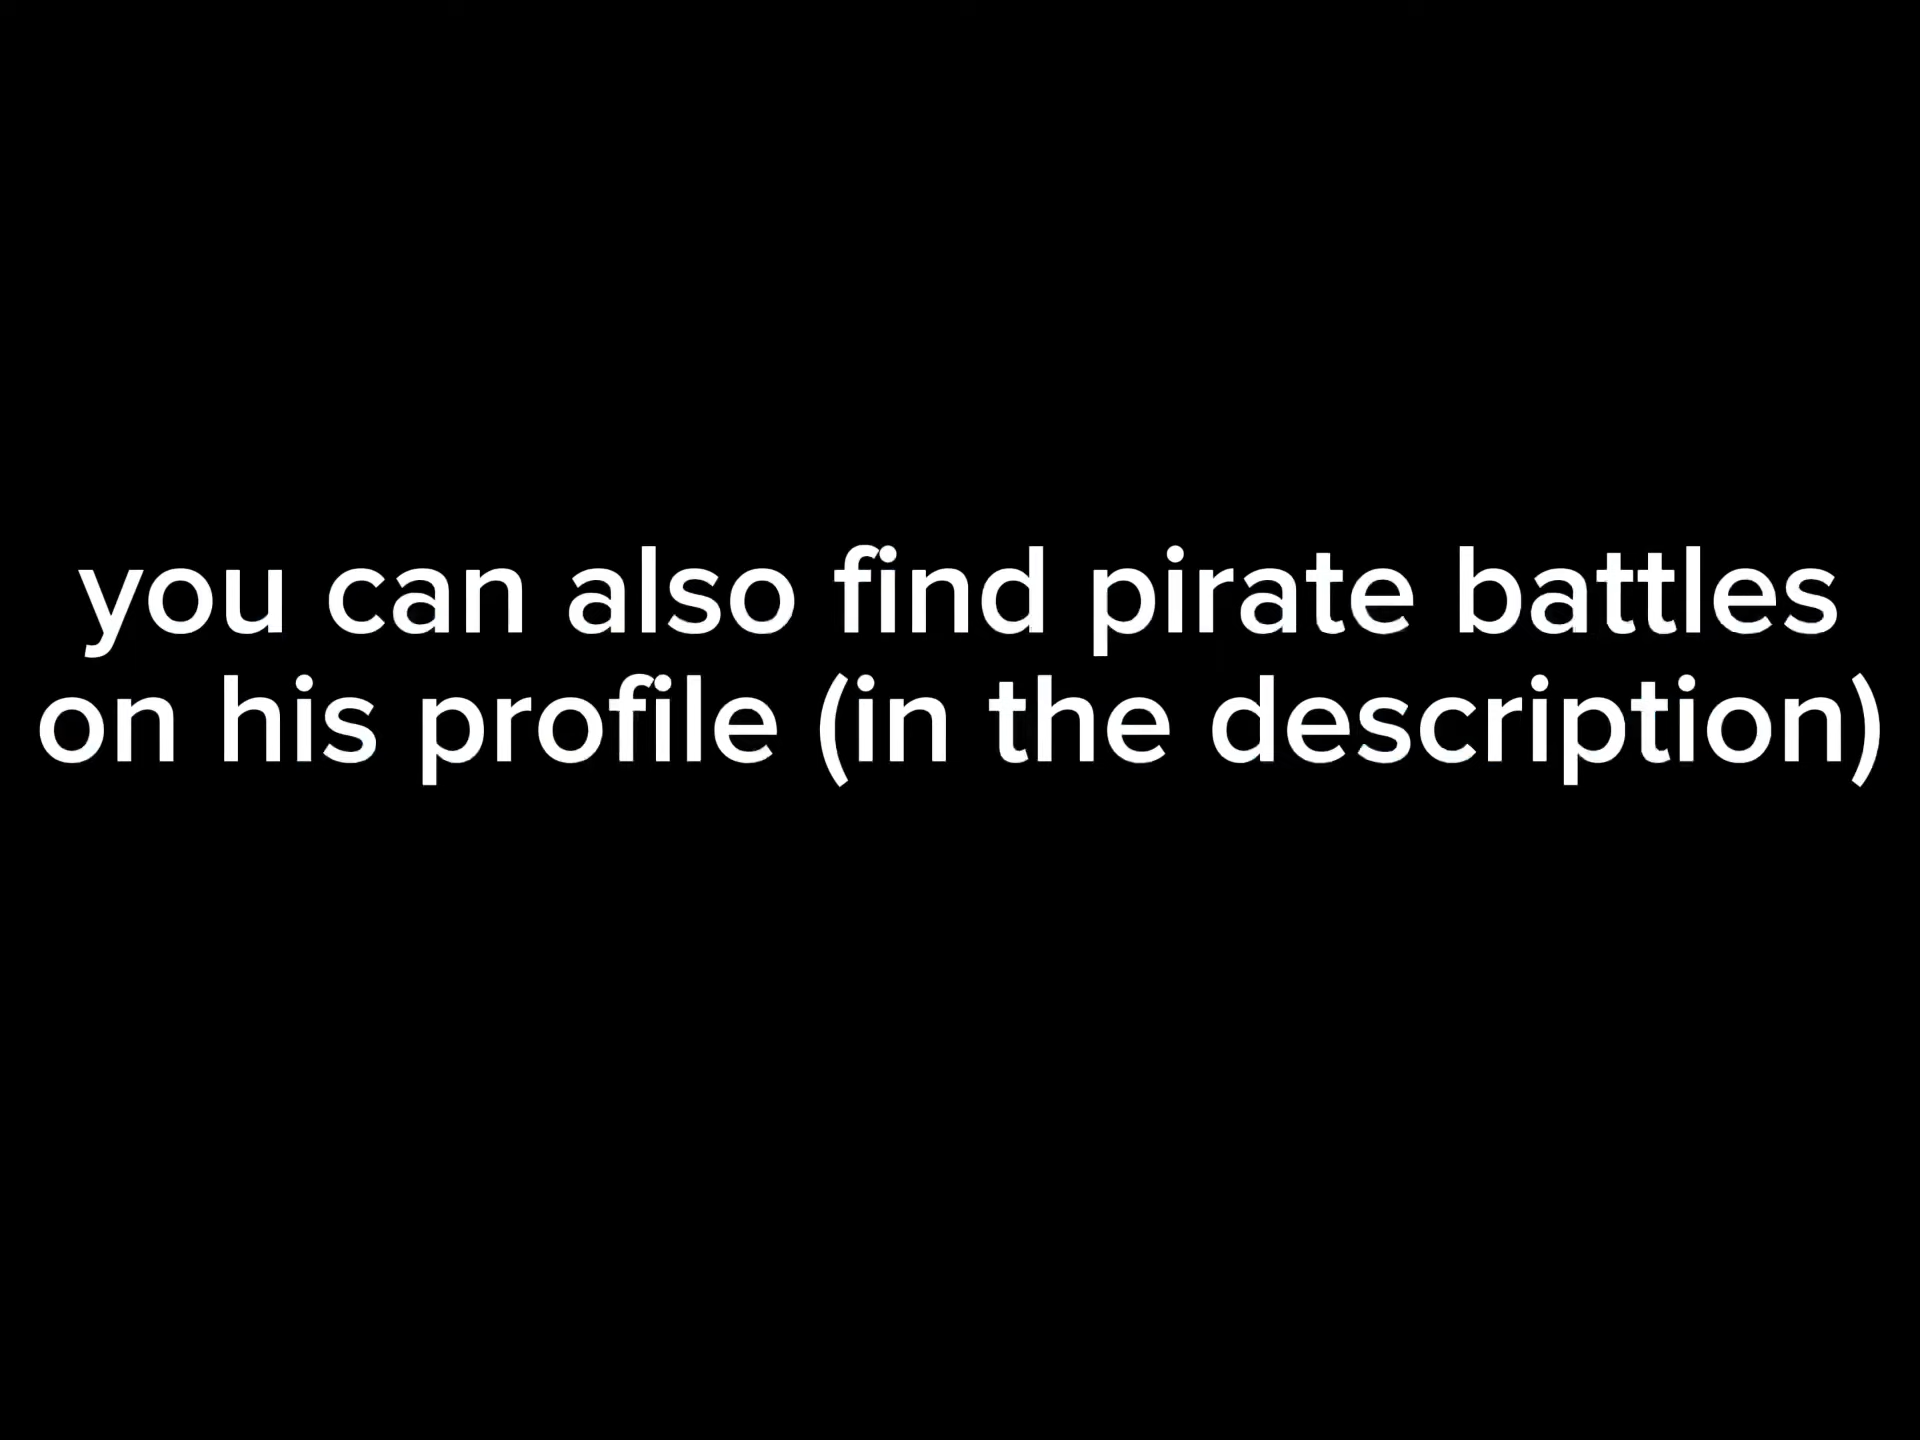 you can also find pirate battles
on his profile (in the description)